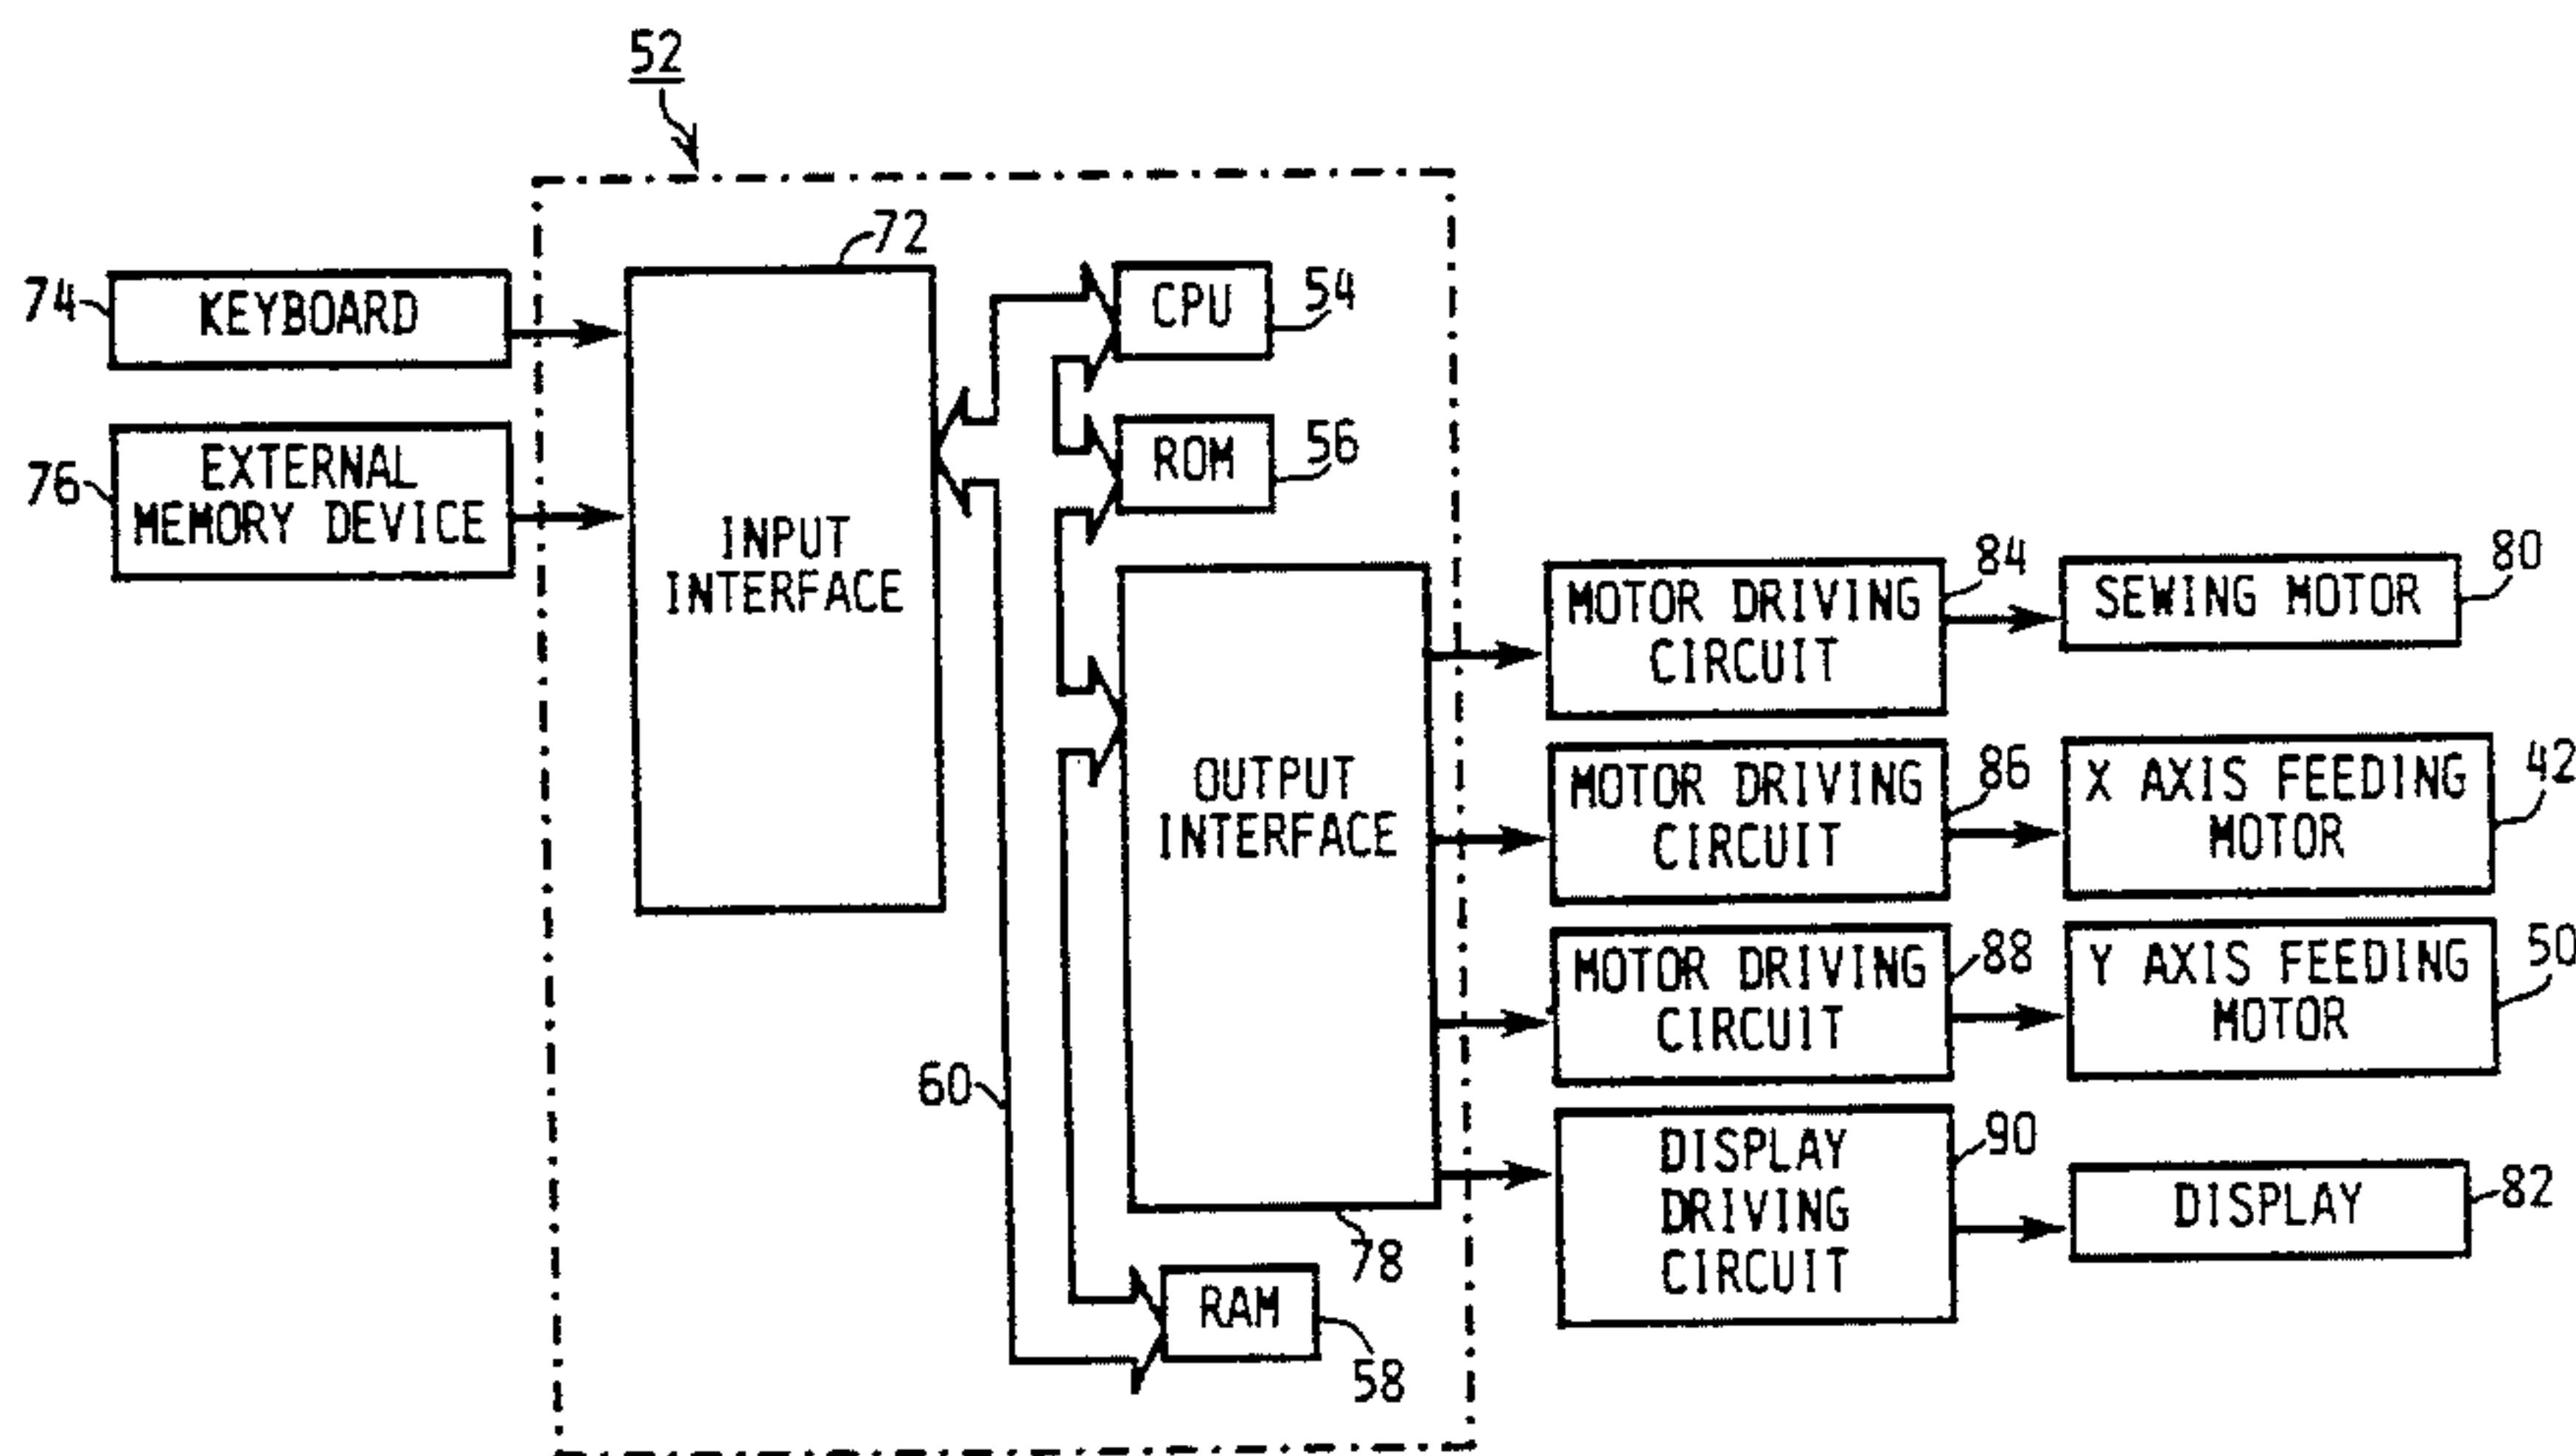 52
72
74
KEYBOARD
CPU
54
76
EXTERNAL
MEMORY DEVICE
ROM
56
INPUT
INTERFACE
MOTOR DRIVING
CIRCUIT
84
SEWING MOTOR
80
OUTPUT
INTERFACE
MOTOR DRIVING
CIRCUIT
86
X AXIS FEEDING
MOTOR
42
MOTOR DRIVING
CIRCUIT
88
Y AXIS FEEDING
MOTOR
50
60
DISPLAY
DRIVING
CIRCUIT
90
DISPLAY
82
78
RAM
58